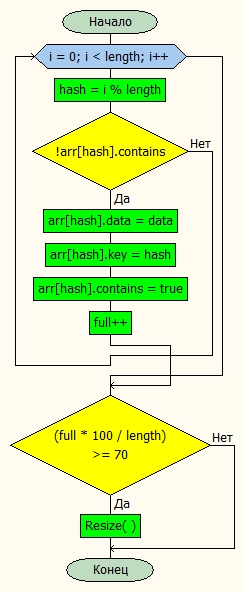 Начало
i = 0; i < length; i++
hash = i % length
!arr[hash].contains
Нет
Да
arr[hash].data = data
arr[hash].key = hash
arr[hash].contains = true
full++
(full * 100 / length)
>= 70
Нет
Да
Resize( )
Конец